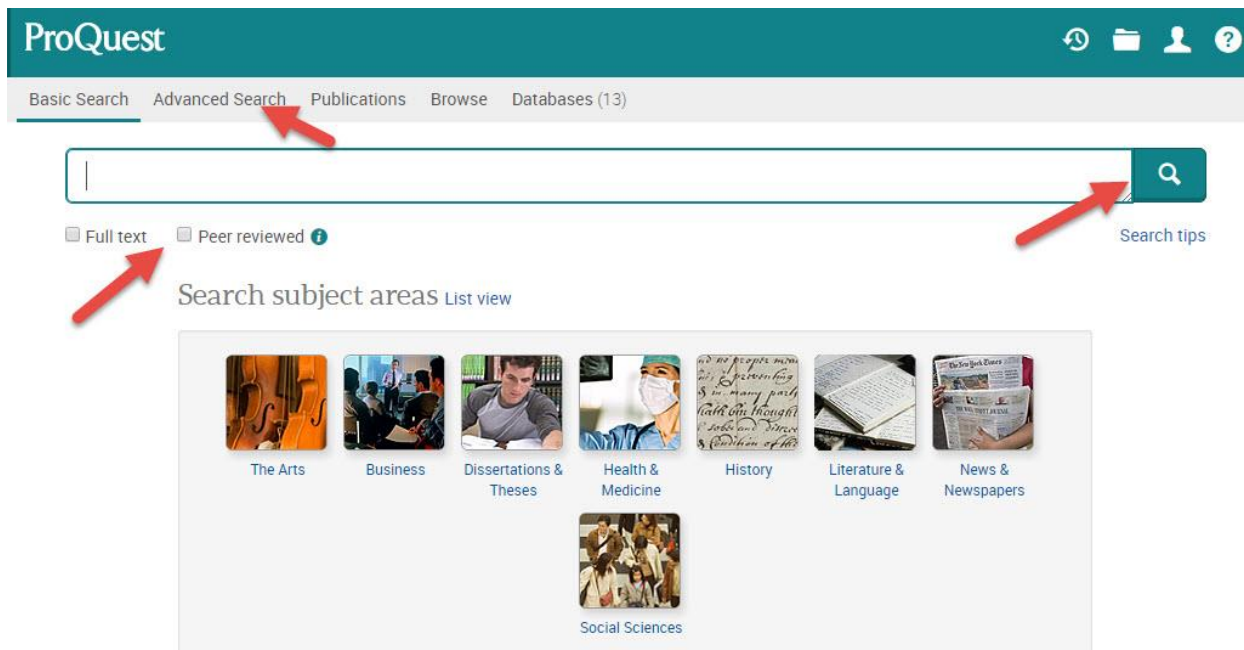 ProQuest
Basic Search Advanced Search Publications Browse Databases (13)
Full text Peer reviewed Search tips
Search subject areas List view
The Arts Business Dissertations & Theses Health & Medicine History Literature & Language News & Newspapers
Social Sciences